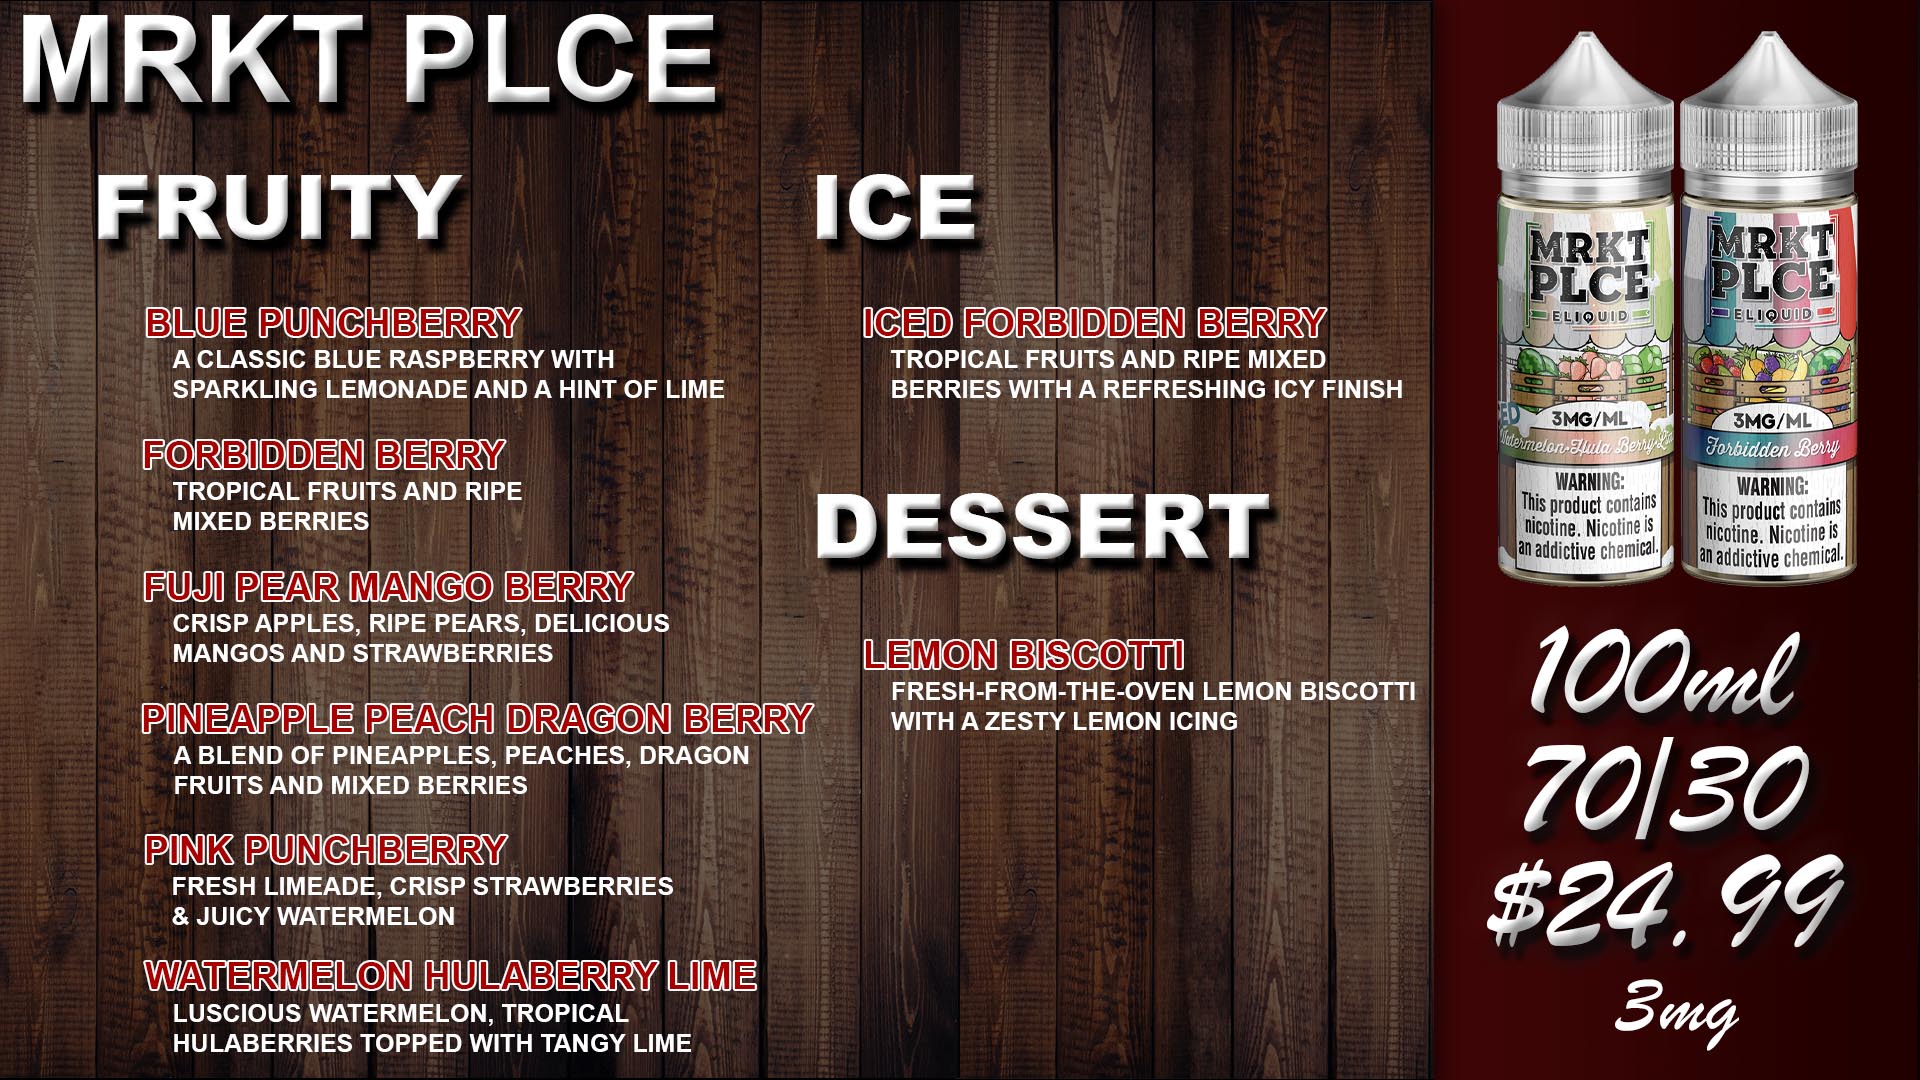 MRKT PLCE
FRUITY
BLUE PUNCHBERRY
A CLASSIC BLUE RASPBERRY WITH
SPARKLING LEMONADE AND A HINT OF LIME
FORBIDDEN BERRY
TROPICAL FRUITS AND RIPE
MIXED BERRIES
FUJI PEAR MANGO BERRY
CRISP APPLES, RIPE PEARS, DELICIOUS
MANGOS AND STRAWBERRIES
PINEAPPLE PEACH DRAGON BERRY
A BLEND OF PINEAPPLES, PEACHES, DRAGON
FRUITS AND MIXED BERRIES
PINK PUNCHBERRY
FRESH LIMEADE, CRISP STRAWBERRIES
& JUICY WATERMELON
WATERMELON HULABERRY LIME
LUSCIOUS WATERMELON, TROPICAL
HULABERRIES TOPPED WITH TANGY LIME
ICE
ICED FORBIDDEN BERRY
TROPICAL FRUITS AND RIPE MIXED
BERRIES WITH A REFRESHING ICY FINISH
DESSERT
LEMON BISCOTTI
FRESH-FROM-THE-OVEN LEMON BISCOTTI
WITH A ZESTY LEMON ICING
MRKT
PLCE
ELIQUID
3MG/ML
Watermelon•Hula Berry•
WARNING:
This product contains
nicotine. Nicotine is
an addictive chemical.
MRKT
PLCE
ELIQUID
3MG/ML
Forbidden Berry
WARNING:
This product contains
nicotine. Nicotine is
an addictive chemical.
100ml
70|30
$24.99
3mg